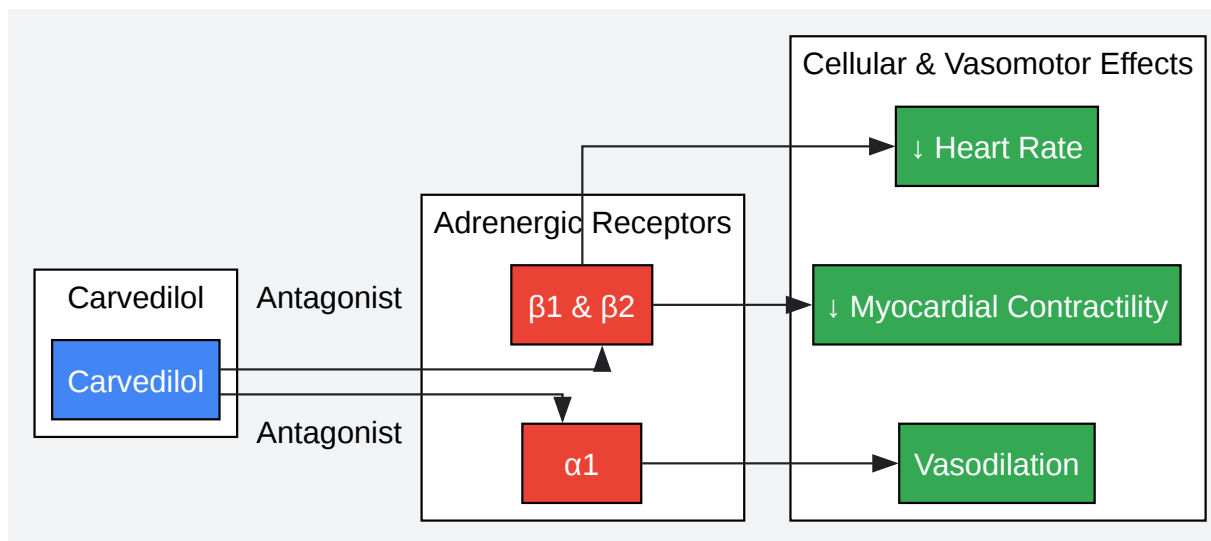 Carvedilol
Carvedilol
Antagonist
Antagonist
Adrenergic Receptors
β1 & β2
α1
Cellular & Vasomotor Effects
↓ Heart Rate
↓ Myocardial Contractility
Vasodilation